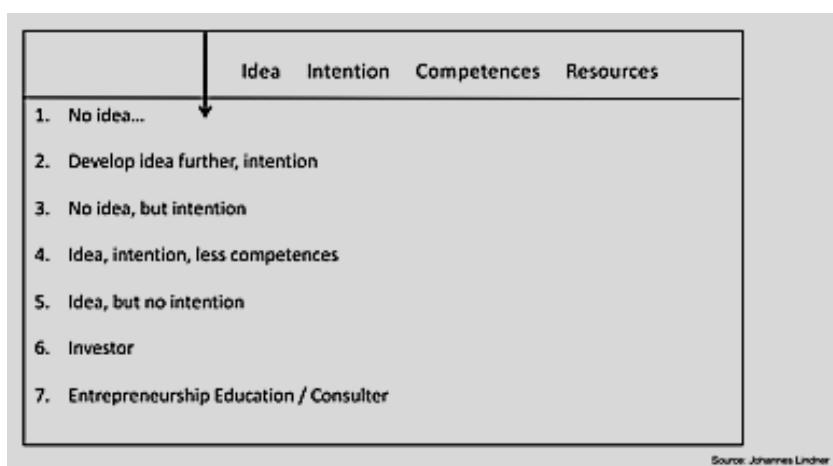 Idea Intention Competences Resources
1. No idea...
2. Develop idea further, intention
3. No idea, but intention
4. Idea, intention, less competences
5. Idea, but no intention
6. Investor
7. Entrepreneurship Education / Consulter
Source: Johannes Lindner